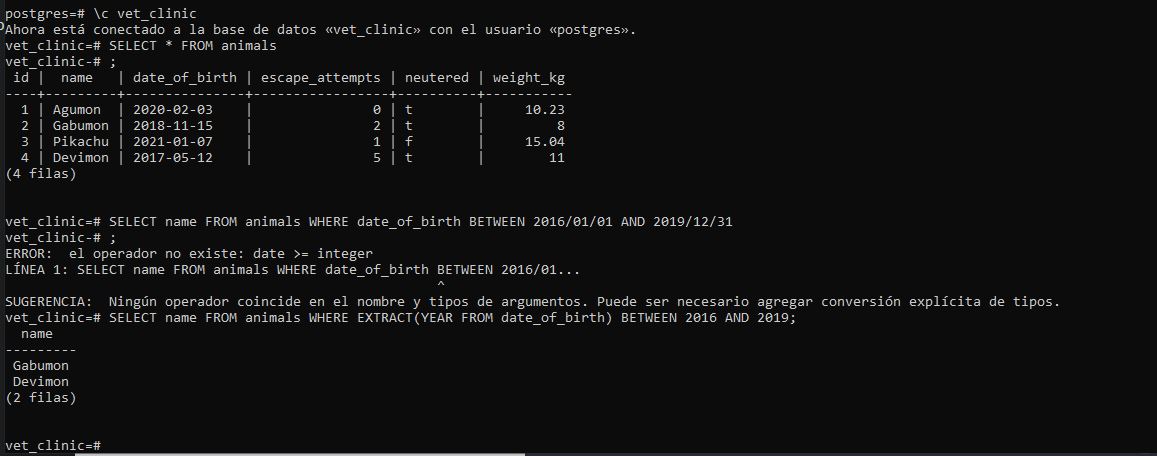 postgres=# \c vet_clinic
Ahora está conectado a la base de datos «vet_clinic» con el usuario «postgres».
vet_clinic=# SELECT * FROM animals
vet_clinic-# ;
 id |  name   | date_of_birth | escape_attempts | neutered | weight_kg
----+---------+---------------+-----------------+----------+-----------
  1 | Agumon  | 2020-02-03    |               0 | t        |     10.23
  2 | Gabumon | 2018-11-15    |               2 | t        |         8
  3 | Pikachu | 2021-01-07    |               1 | f        |     15.04
  4 | Devimon | 2017-05-12    |               5 | t        |        11
(4 filas)
vet_clinic=# SELECT name FROM animals WHERE date_of_birth BETWEEN 2016/01/01 AND 2019/12/31
vet_clinic-# ;
ERROR:  el operador no existe: date >= integer
LÍNEA 1: SELECT name FROM animals WHERE date_of_birth BETWEEN 2016/01...
                                                      ^
SUGERENCIA:  Ningún operador coincide en el nombre y tipos de argumentos. Puede ser necesario agregar conversión explícita de tipos.
vet_clinic=# SELECT name FROM animals WHERE EXTRACT(YEAR FROM date_of_birth) BETWEEN 2016 AND 2019;
  name
---------
 Gabumon
 Devimon
(2 filas)
vet_clinic=#